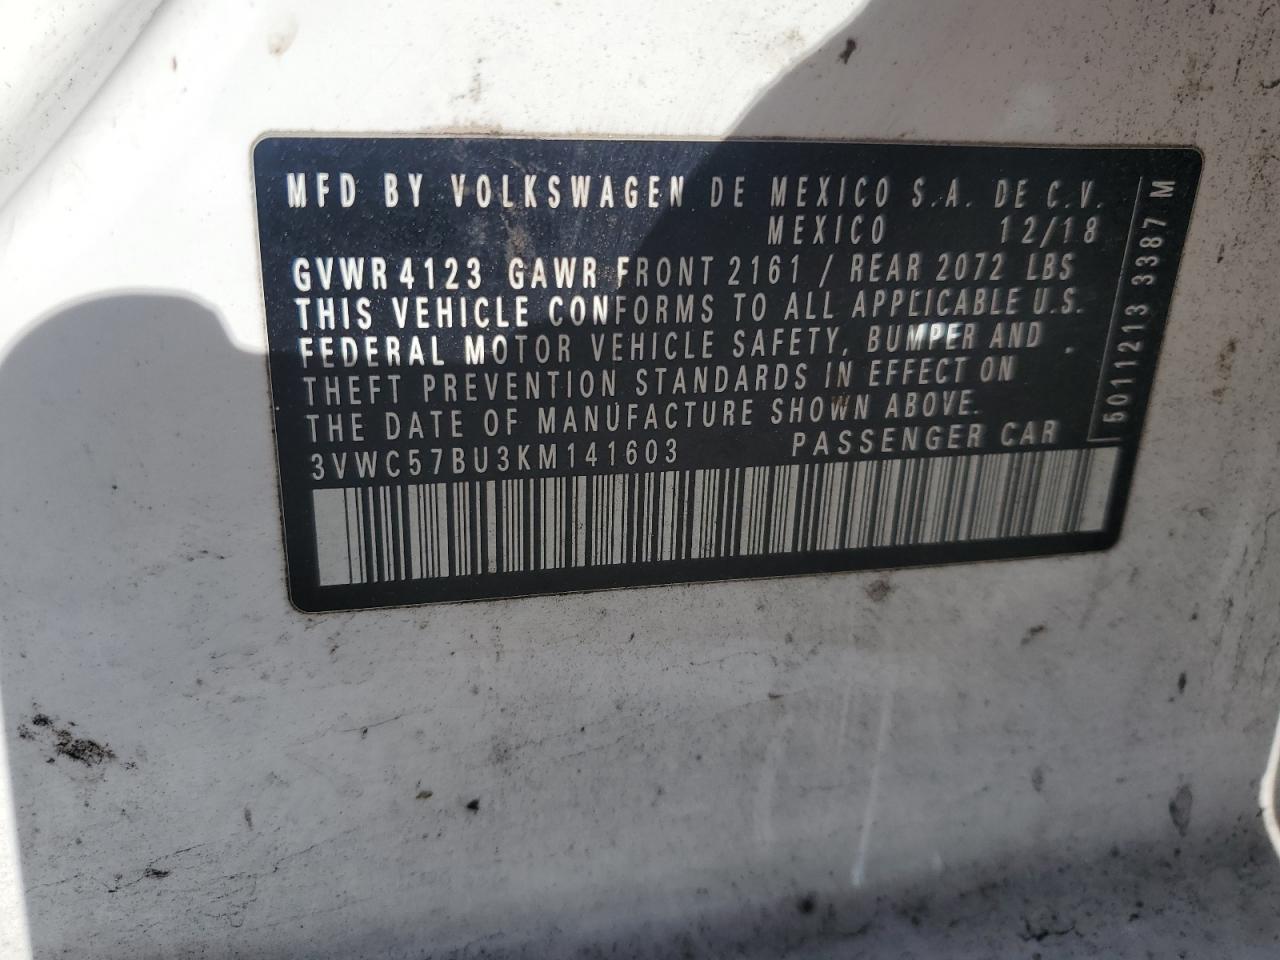 MFD BY VOLKSWAGEN DE MEXICO S.A. DE C.V.
MEXICO 12/18
GVWR 4123 GAWR FRONT 2161 / REAR 2072 LBS
THIS VEHICLE CONFORMS TO ALL APPLICABLE U.S.
FEDERAL MOTOR VEHICLE SAFETY, BUMPER AND
THEFT PREVENTION STANDARDS IN EFFECT ON
THE DATE OF MANUFACTURE SHOWN ABOVE.
3VWC57BU3KM141603 PASSENGER CAR
5011213 3387 M